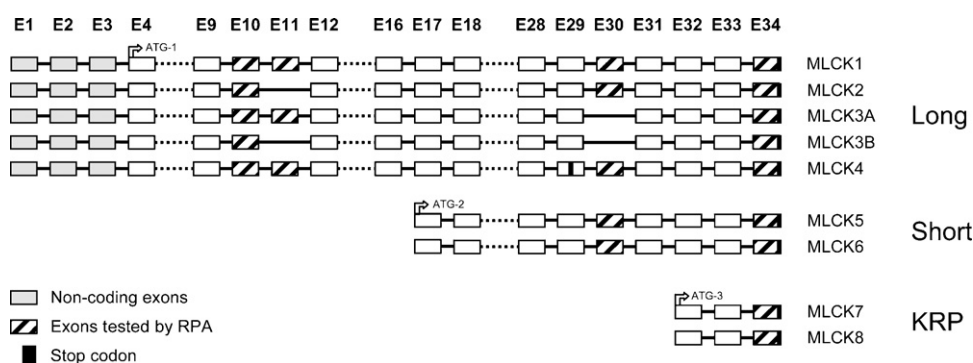 E1 E2 E3 E4 E9 E10 E11 E12 E16 E17 E18 E28 E29 E30 E31 E32 E33 E34
ATG-1
MLCK1
MLCK2
MLCK3A
Long
MLCK3B
MLCK4
ATG-2
MLCK5
Short
MLCK6
Non-coding exons
ATG-3
MLCK7
KRP
Exons tested by RPA
MLCK8
Stop codon